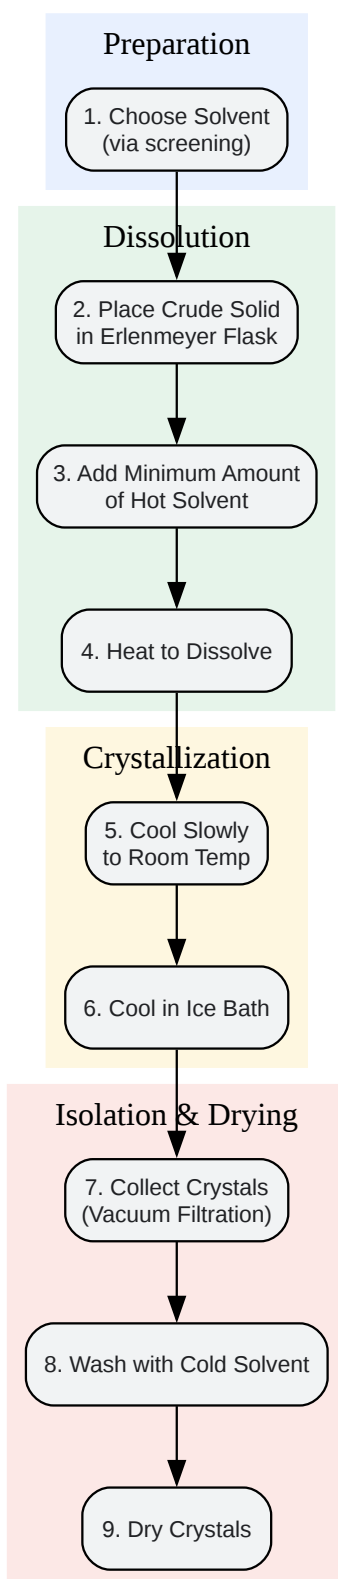 Preparation
1. Choose Solvent
(via screening)
Dissolution
2. Place Crude Solid
in Erlenmeyer Flask
3. Add Minimum Amount
of Hot Solvent
4. Heat to Dissolve
Crystallization
5. Cool Slowly
to Room Temp
6. Cool in Ice Bath
Isolation & Drying
7. Collect Crystals
(Vacuum Filtration)
8. Wash with Cold Solvent
9. Dry Crystals